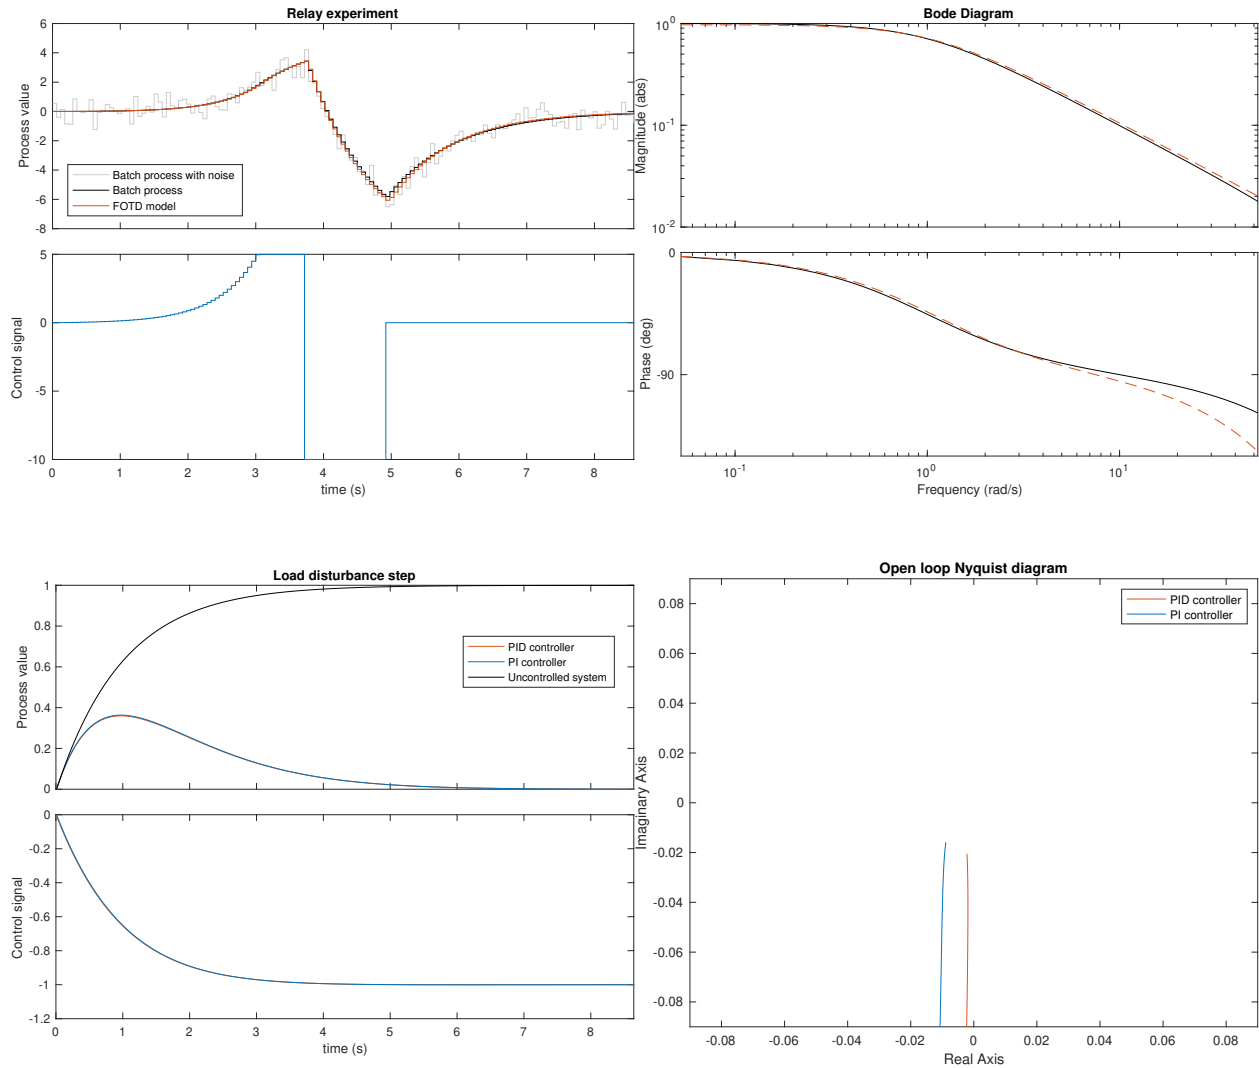 Relay experiment
Process value
6
4
2
0
-2
-4
-6
-8
Batch process with noise
Batch process
FOTD model
Control signal
5
0
-5
-10
0 1 2 3 4 5 6 7 8
time (s)
Bode Diagram
Magnitude (abs)
10^0
10^-1
10^-2
Phase (deg)
0
-90
10^-1 10^0 10^1
Frequency (rad/s)
Load disturbance step
Process value
1
0.8
0.6
0.4
0.2
0
PID controller
PI controller
Uncontrolled system
Control signal
0
-0.2
-0.4
-0.6
-0.8
-1
-1.2
0 1 2 3 4 5 6 7 8
time (s)
Open loop Nyquist diagram
Imaginary Axis
0.08
0.06
0.04
0.02
0
-0.02
-0.04
-0.06
-0.08
PID controller
PI controller
-0.08 -0.06 -0.04 -0.02 0 0.02 0.04 0.06 0.08
Real Axis